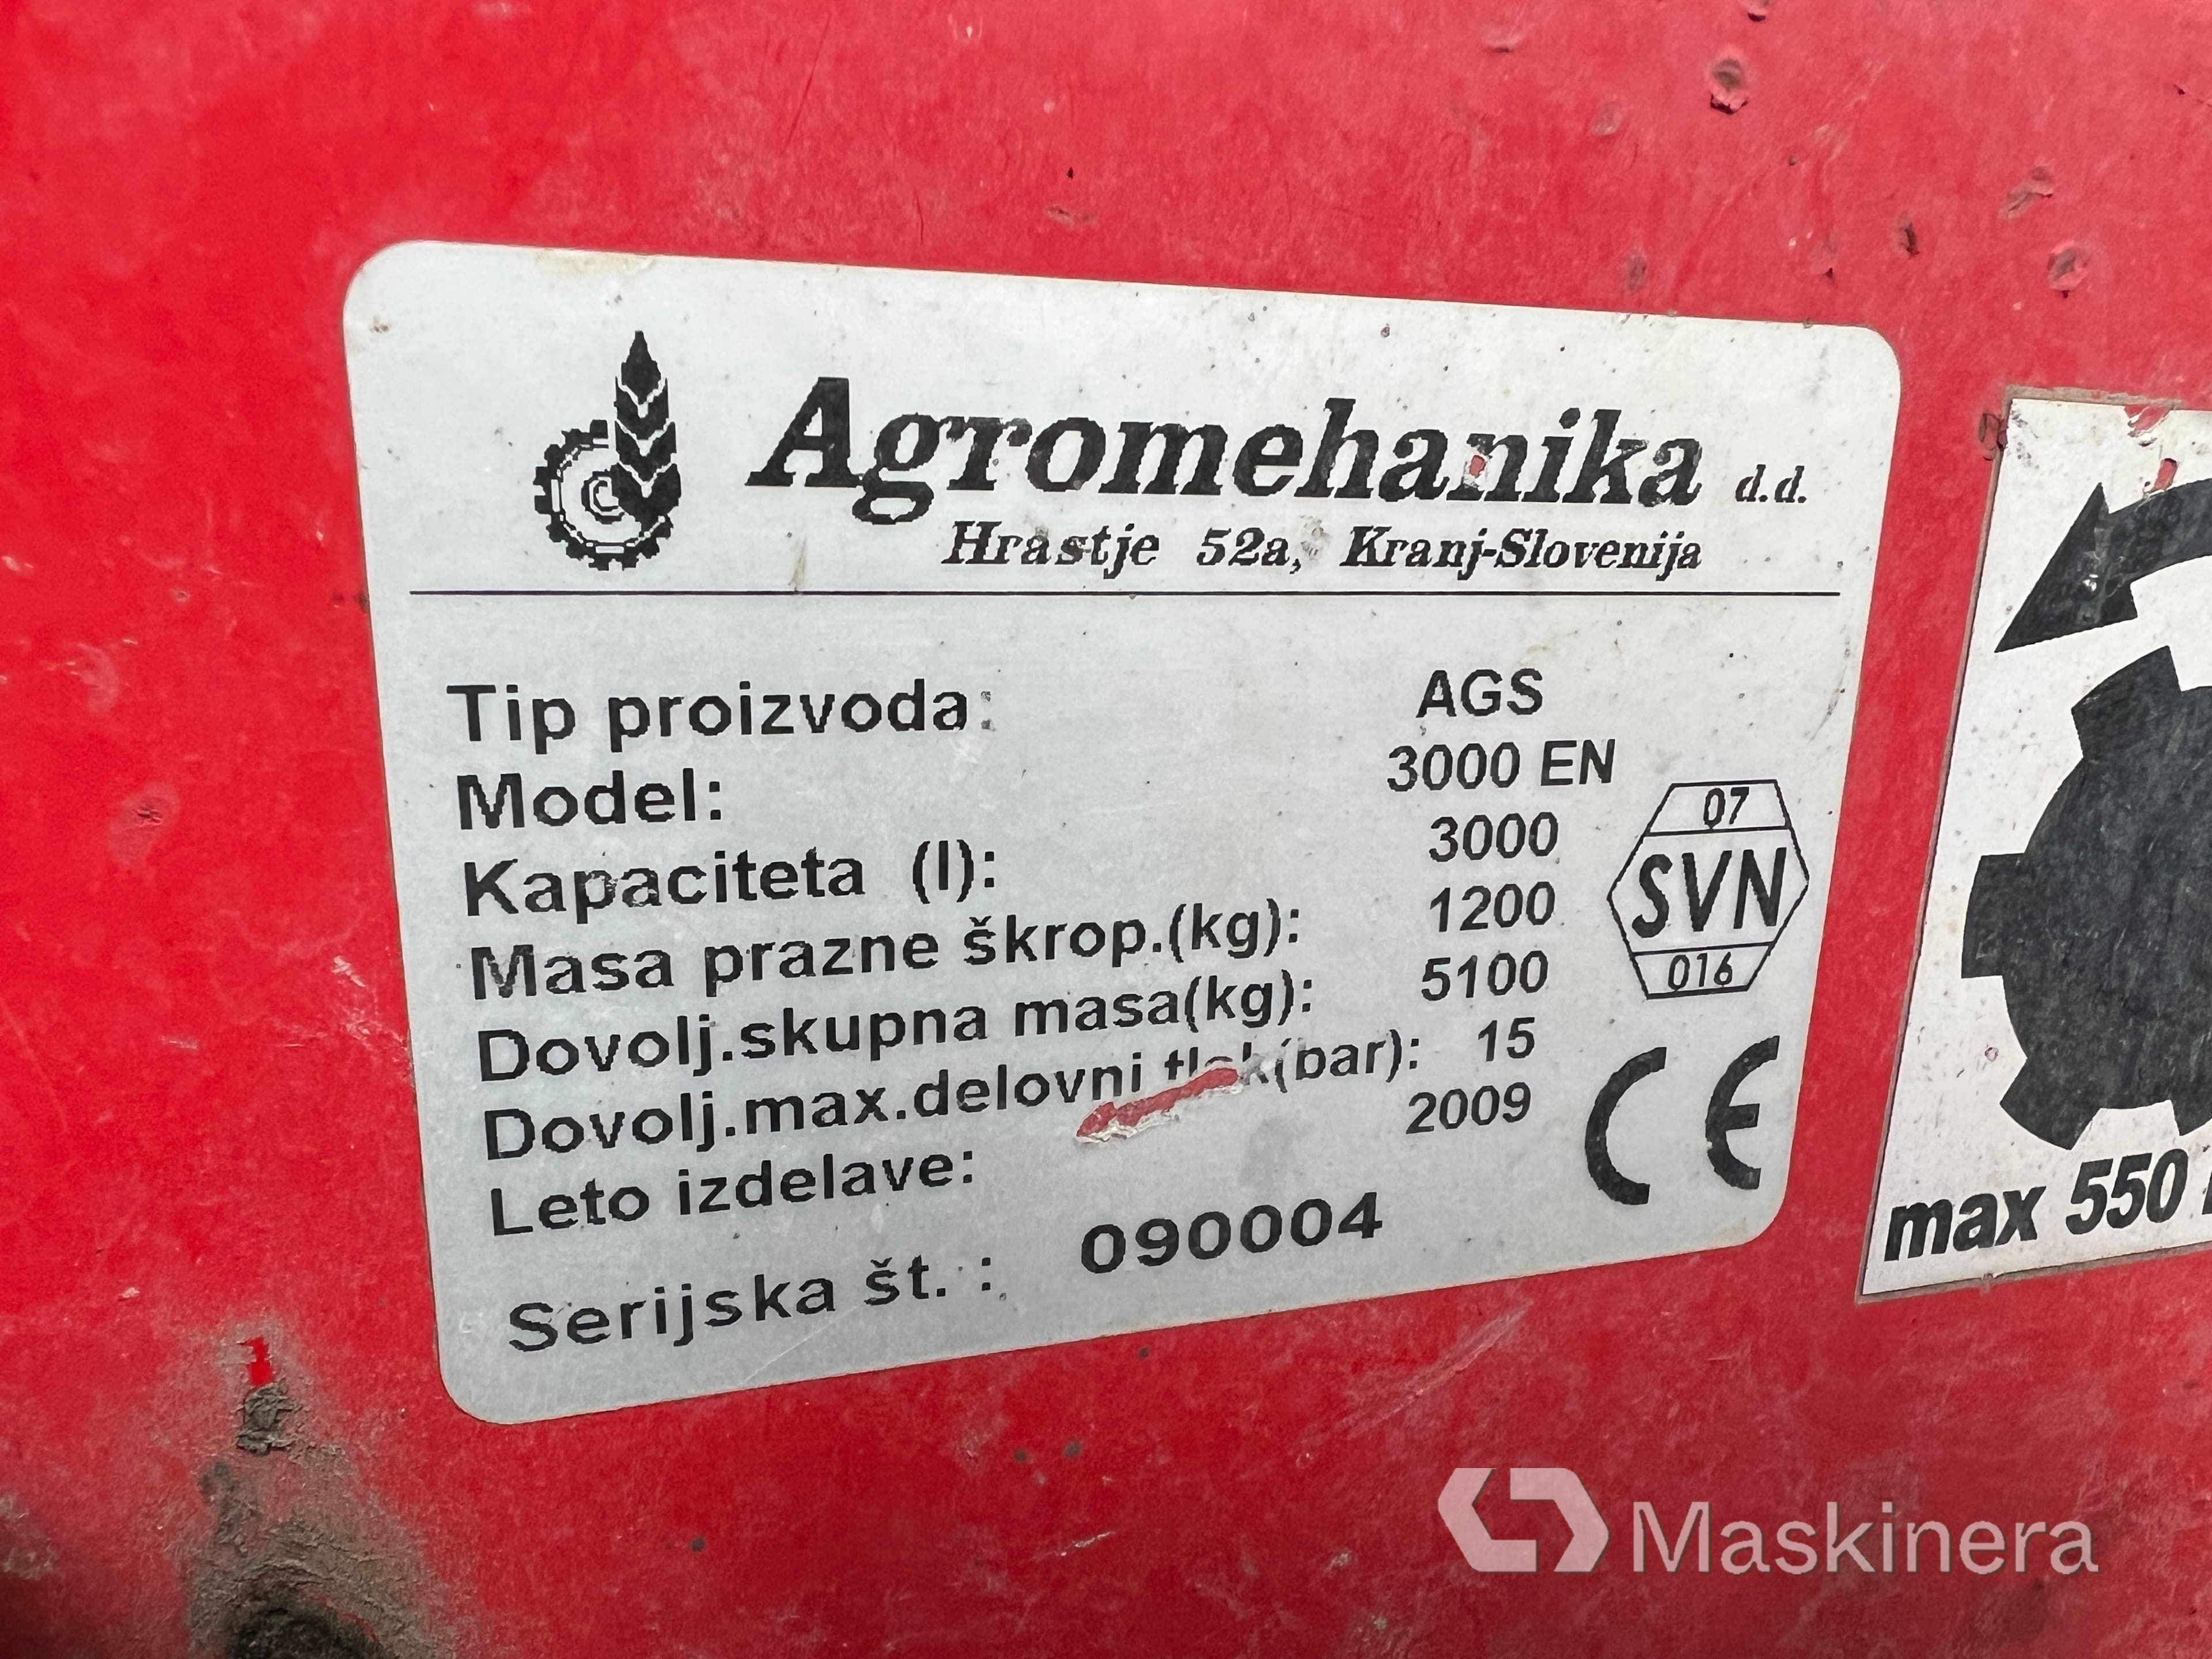 Agromehanika d.d.
Hrastje 52a, Kranj-Slovenija
Tip proizvoda: AGS
Model: 3000 EN
Kapaciteta (l): 3000
Masa prazne škrop.(kg): 1200
Dovolj.skupna masa(kg): 5100
Dovolj.max.delovni tlak(bar): 15
Leto izdelave: 2009
Serijska št. : 090004
07
SVN
016
CE
max 550
Maskinera